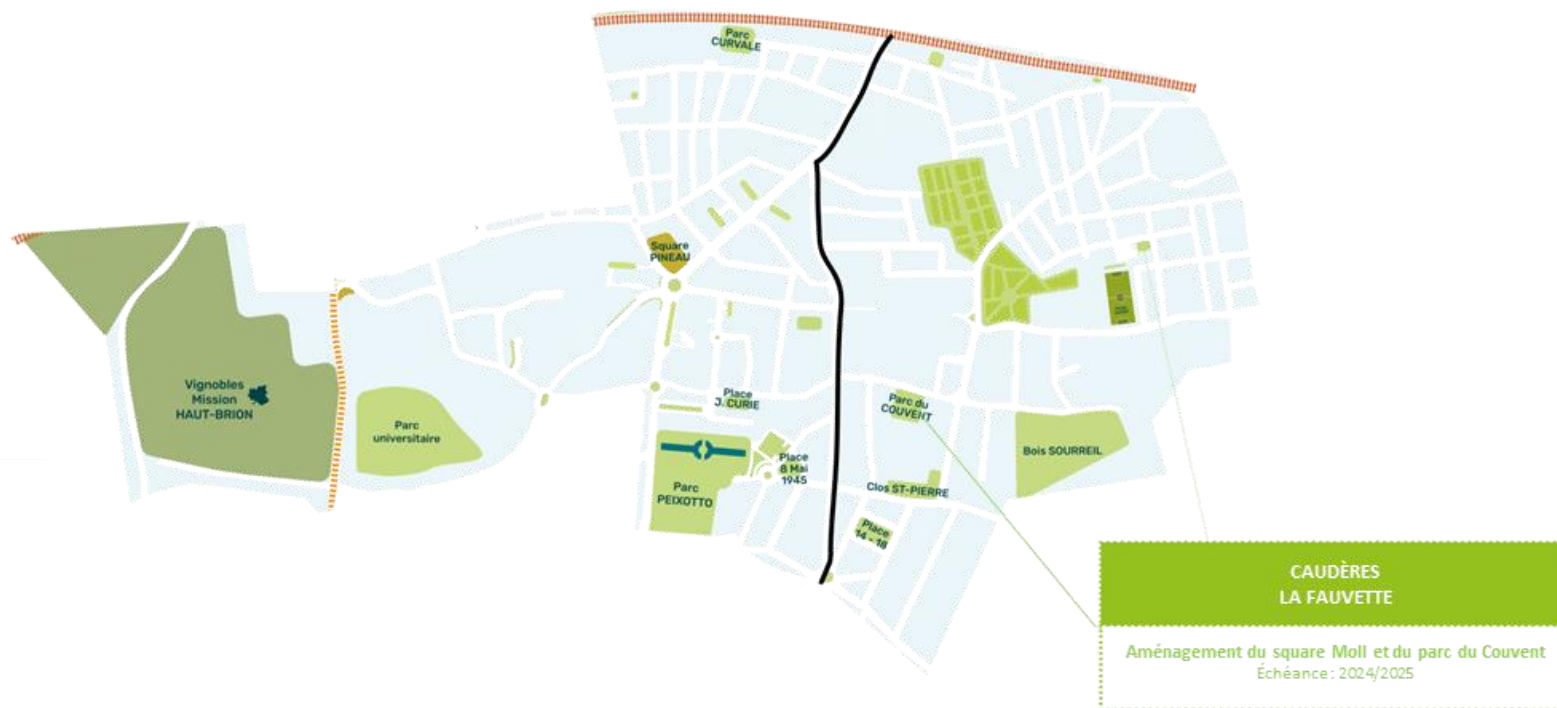 Parc
CURVALE
Square
PINEAU
Vignobles
Mission
HAUT-BRION
Parc
universitaire
Place
J. CURIE
Parc du
COUVENT
Bois SOURREIL
Place
8 Mai
1945
Parc
PEIXOTTO
Clos ST-PIERRE
Place
14 - 18
CAUDÈRES
LA FAUVETTE
Aménagement du square Moll et du parc du Couvent
Échéance : 2024/2025